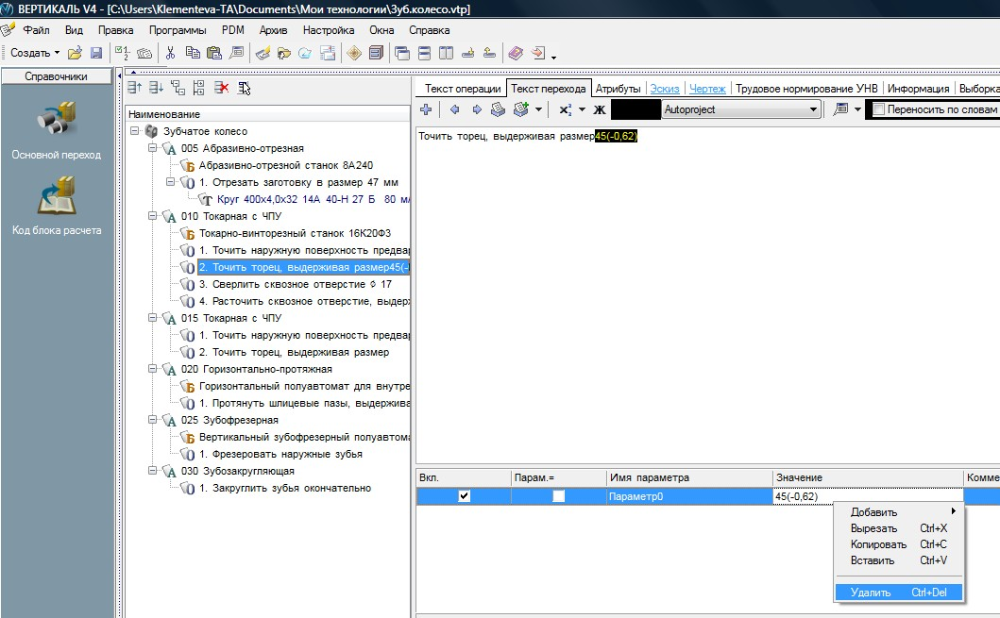 ВЕРТИКАЛЬ V4 - [C:\Users\Klementeva-TA\Documents\Мои технологии\Зуб.колесо.vtp]
Файл Вид Правка Программы PDM Архив Настройка Окна Справка
Создать
Справочники
Основной переход
Код блока расчета
Наименование
Зубчатое колесо
005 Абразивно-отрезная
Абразивно-отрезной станок 8А240
1. Отрезать заготовку в размер 47 мм
Круг 400х4,0х32 14А 40-Н 27 Б 80 м/
010 Токарная с ЧПУ
Токарно-винторезный станок 16К20Ф3
1. Точить наружную поверхность предвар
2. Точить торец, выдерживая размер45(-
3. Сверлить сквозное отверстие ⌀ 17
4. Расточить сквозное отверстие, выдерж
015 Токарная с ЧПУ
1. Точить наружную поверхность предвар
2. Точить торец, выдерживая размер
020 Горизонтально-протяжная
Горизонтальный полуавтомат для внутре
1. Протянуть шлицевые пазы, выдержива
025 Зубофрезерная
Вертикальный зубофрезерный полуавтома
1. Фрезеровать наружные зубья
030 Зубозакругляющая
1. Закруглить зубья окончательно
Текст операции Текст перехода Атрибуты Эскиз Чертеж Трудовое нормирование УНВ Информация Выборка
x² Ж Autoproject Переносить по словам
Точить торец, выдерживая размер45(-0,62)
Вкл. Парам.= Имя параметра Значение Комме
Параметр0 45(-0,62)
Добавить
Вырезать Ctrl+X
Копировать Ctrl+C
Вставить Ctrl+V
Удалить Ctrl+Del